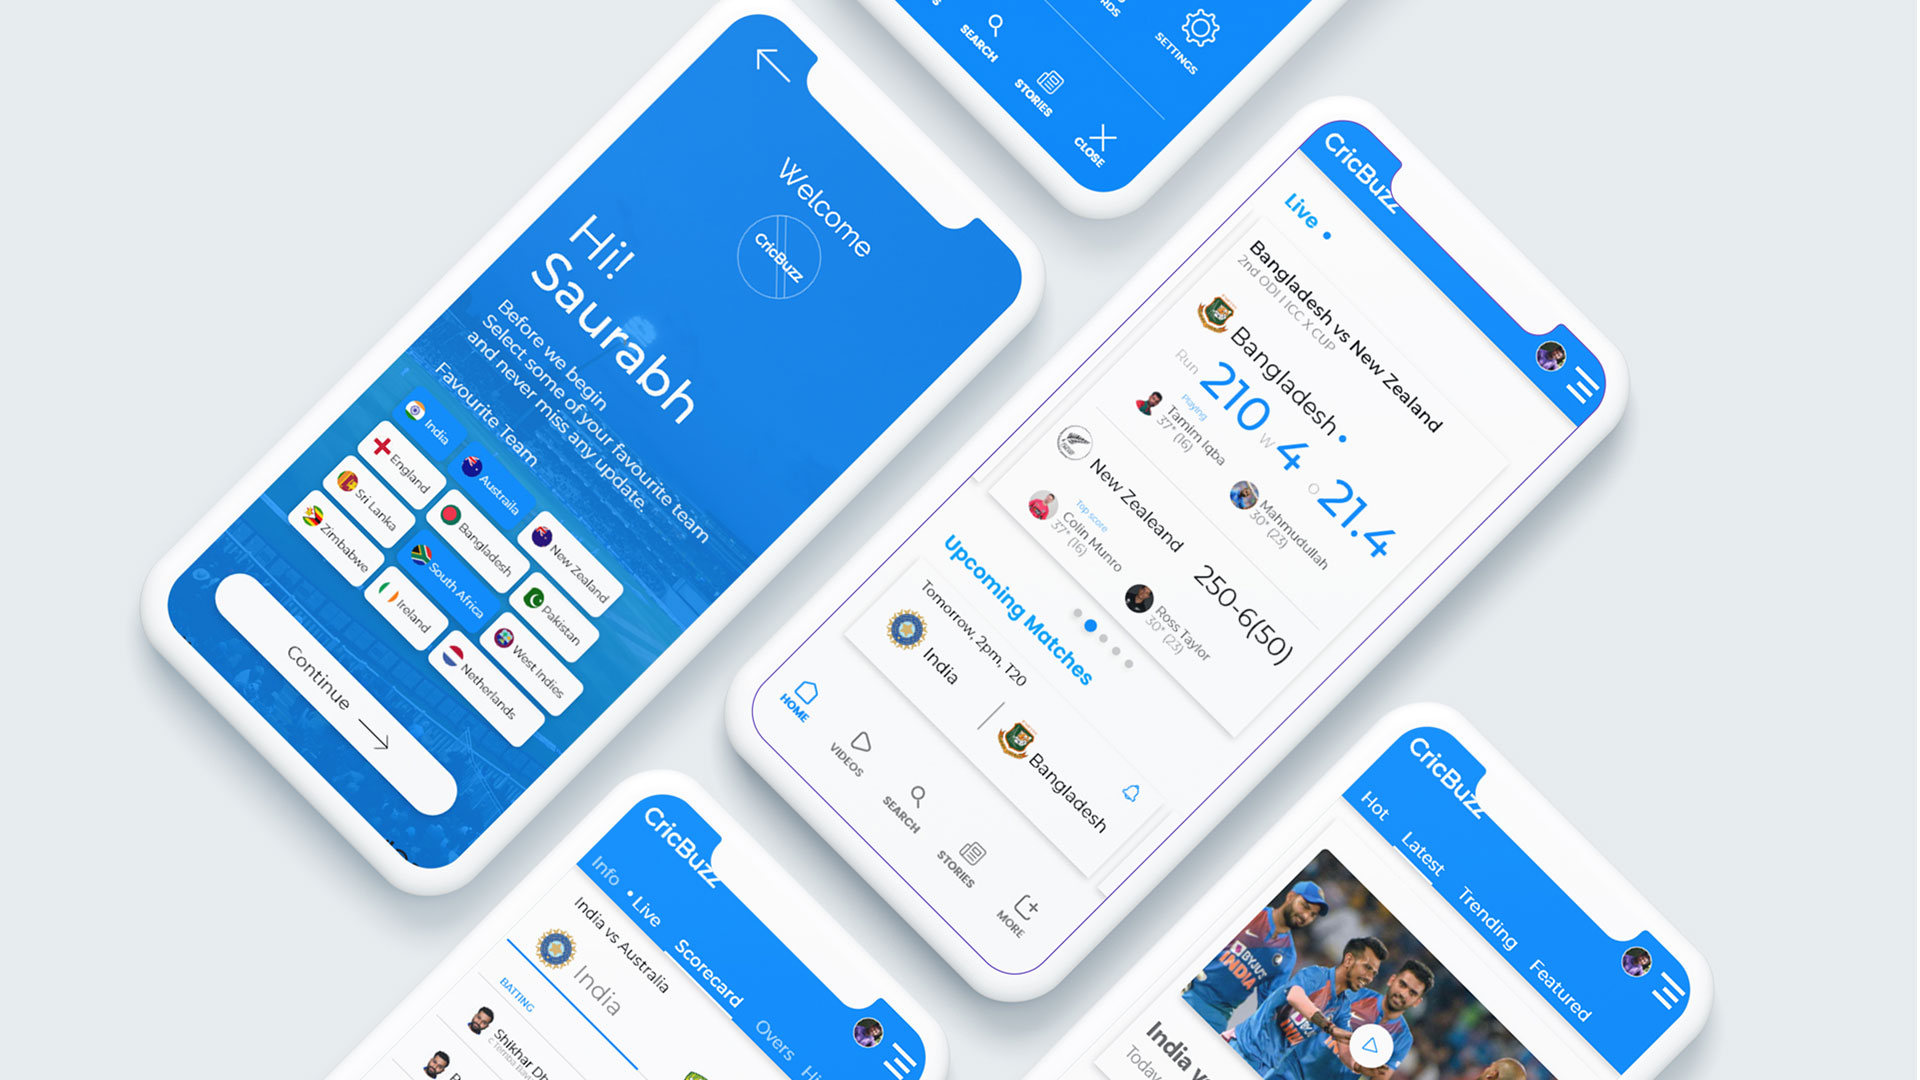 Welcome
CricBuzz
Hi!
Saurabh
Before we begin
Select some of your favourite team
and never miss any update.
Favourite Team
India
Austraila
New Zealand
England
Bangladesh
Pakistan
Sri Lanka
South Africa
West Indies
Zimbabwe
Ireland
Netherlands
Continue
SEARCH
STORIES
CLOSE
SETTINGS
CricBuzz
Live
Bangladesh vs New Zealand
2nd ODI I ICC X CUP
Bangladesh
Run 210 W 4 O 21.4
Playing
Tamim Iqba
37* (16)
Mahmudullah
30* (23)
New Zealeand
250-6(50)
Top score
Colin Munro
37* (16)
Ross Taylor
30* (23)
Upcoming Matches
Tomorrow, 2pm, T20
India
Bangladesh
HOME
VIDEOS
SEARCH
STORIES
MORE
CricBuzz
Info
Live
Scorecard
Overs
India vs Australia
India
BATTING
Shikhar Dh
CricBuzz
Hot
Latest
Trending
Featured
BYJU'S
INDIA
India v
Today